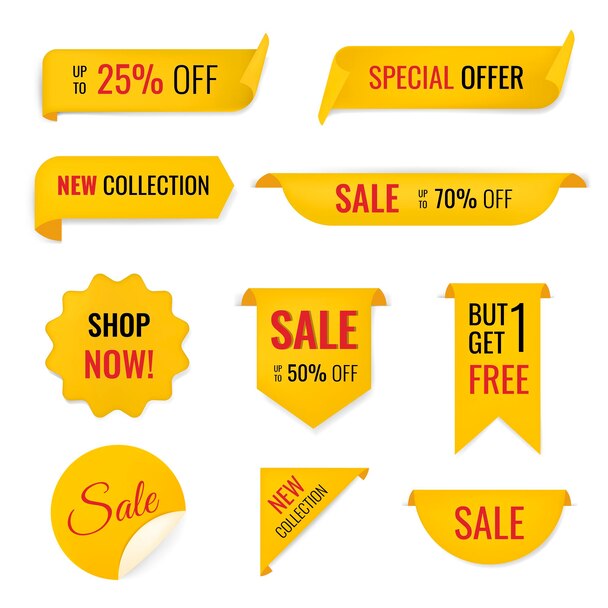 UP TO 25% OFF
SPECIAL OFFER
NEW COLLECTION
SALE UP TO 70% OFF
SHOP
NOW!
SALE
UP TO 50% OFF
BUT 1
GET
FREE
Sale
NEW
COLLECTION
SALE